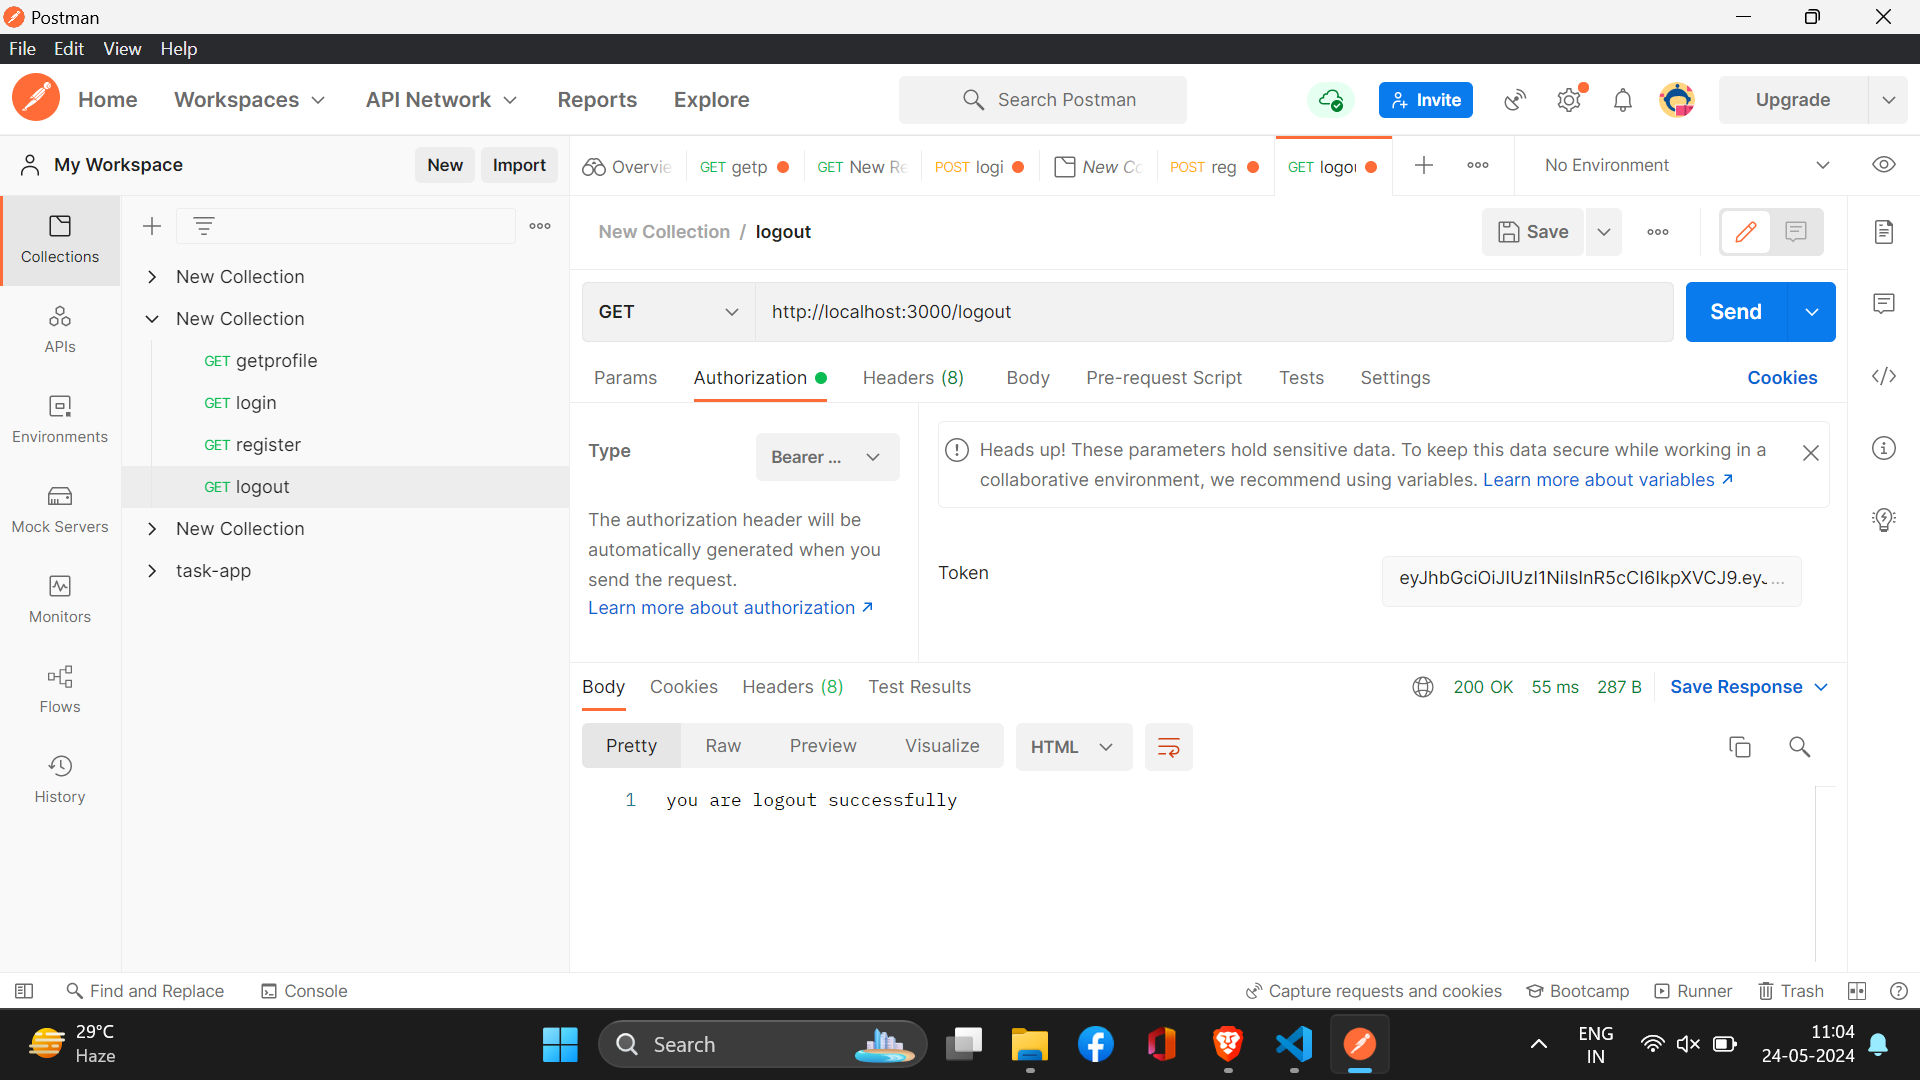 Postman
File Edit View Help
Home Workspaces API Network Reports Explore Search Postman Invite Upgrade
My Workspace New Import Overvie GET getp GET New Re POST logi New Co POST reg GET logou No Environment
Collections
APIs
Environments
Mock Servers
Monitors
Flows
History
New Collection
New Collection
GET getprofile
GET login
GET register
GET logout
New Collection
task-app
New Collection / logout Save
GET http://localhost:3000/logout Send
Params Authorization Headers (8) Body Pre-request Script Tests Settings Cookies
Type Bearer ...
The authorization header will be
automatically generated when you
send the request.
Learn more about authorization ↗
Heads up! These parameters hold sensitive data. To keep this data secure while working in a
collaborative environment, we recommend using variables. Learn more about variables ↗
Token eyJhbGciOiJIUzI1NiIsInR5cCI6IkpXVCJ9.eyJ...
Body Cookies Headers (8) Test Results 200 OK 55 ms 287 B Save Response
Pretty Raw Preview Visualize HTML
1 you are logout successfully
Find and Replace Console Capture requests and cookies Bootcamp Runner Trash
29°C
Haze
Search
ENG
IN
11:04
24-05-2024